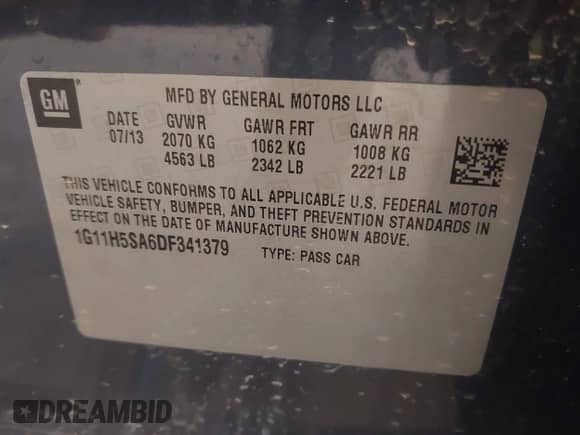 GM
MFD BY GENERAL MOTORS LLC
DATE GVWR GAWR FRT GAWR RR
07/13 2070 KG 1062 KG 1008 KG
4563 LB 2342 LB 2221 LB
THIS VEHICLE CONFORMS TO ALL APPLICABLE U.S. FEDERAL MOTOR
VEHICLE SAFETY, BUMPER, AND THEFT PREVENTION STANDARDS IN
EFFECT ON THE DATE OF MANUFACTURE SHOWN ABOVE.
1G11H5SA6DF341379 TYPE: PASS CAR
DREAMBID